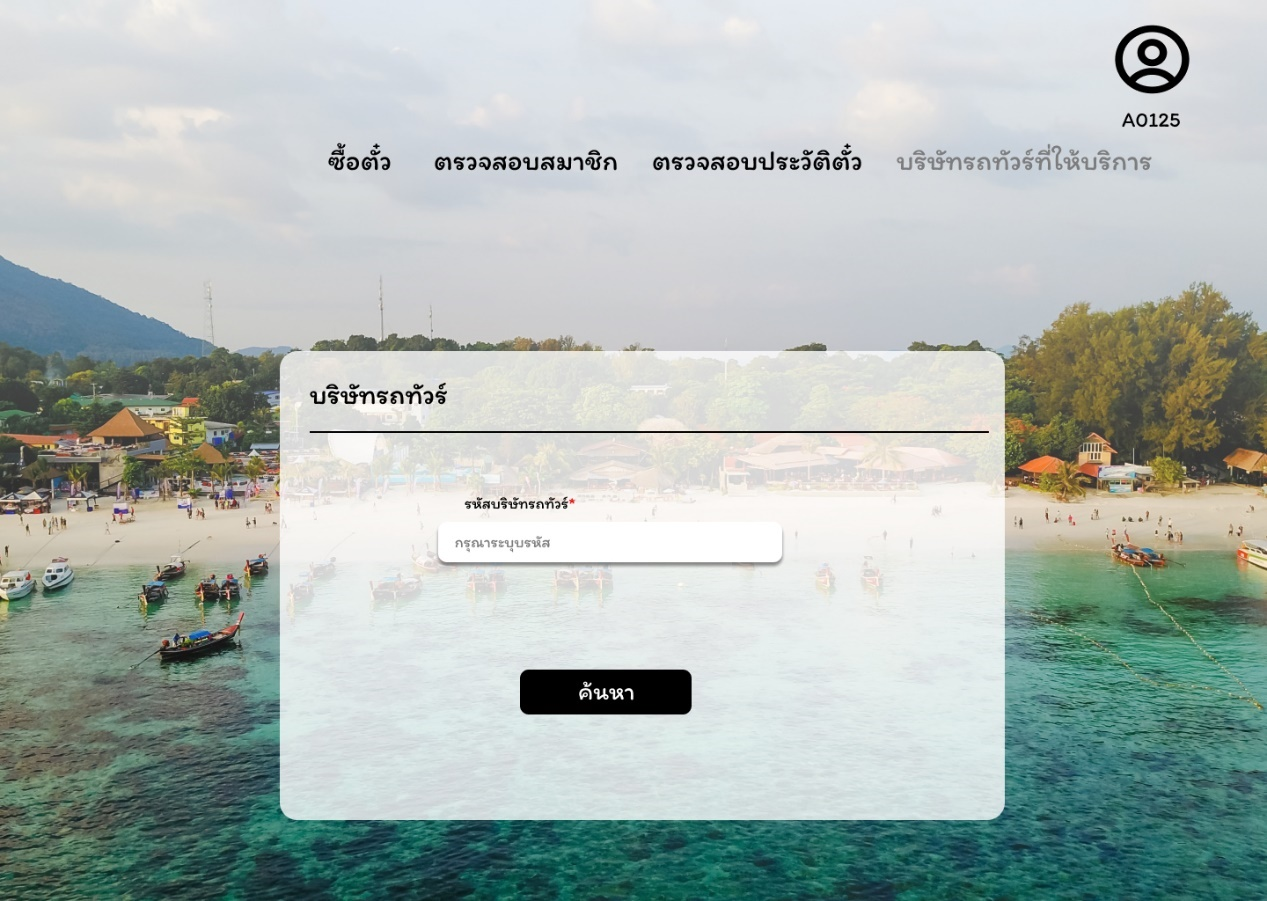 A0125
ซื้อตั๋ว ตรวจสอบสมาชิก ตรวจสอบประวัติตั๋ว บริษัทรถทัวร์ที่ให้บริการ
บริษัทรถทัวร์
รหัสบริษัทรถทัวร์*
กรุณาระบุบรหัส
ค้นหา